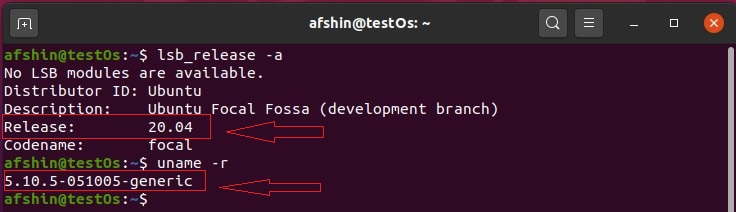 afshin@testOs: ~
afshin@testOs:~$ lsb_release -a
No LSB modules are available.
Distributor ID: Ubuntu
Description:    Ubuntu Focal Fossa (development branch)
Release:        20.04
Codename:       focal
afshin@testOs:~$ uname -r
5.10.5-051005-generic
afshin@testOs:~$